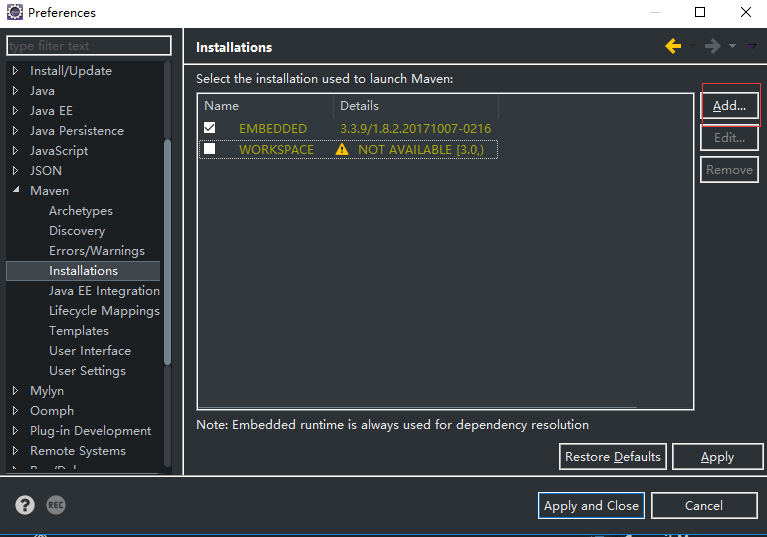 Preferences
type filter text
Install/Update
Java
Java EE
Java Persistence
JavaScript
JSON
Maven
Archetypes
Discovery
Errors/Warnings
Installations
Java EE Integration
Lifecycle Mappings
Templates
User Interface
User Settings
Mylyn
Oomph
Plug-in Development
Remote Systems
Installations
Select the installation used to launch Maven:
Name Details
EMBEDDED 3.3.9/1.8.2.20171007-0216
WORKSPACE NOT AVAILABLE [3.0,)
Add...
Edit...
Remove
Note: Embedded runtime is always used for dependency resolution
Restore Defaults Apply
? REC Apply and Close Cancel